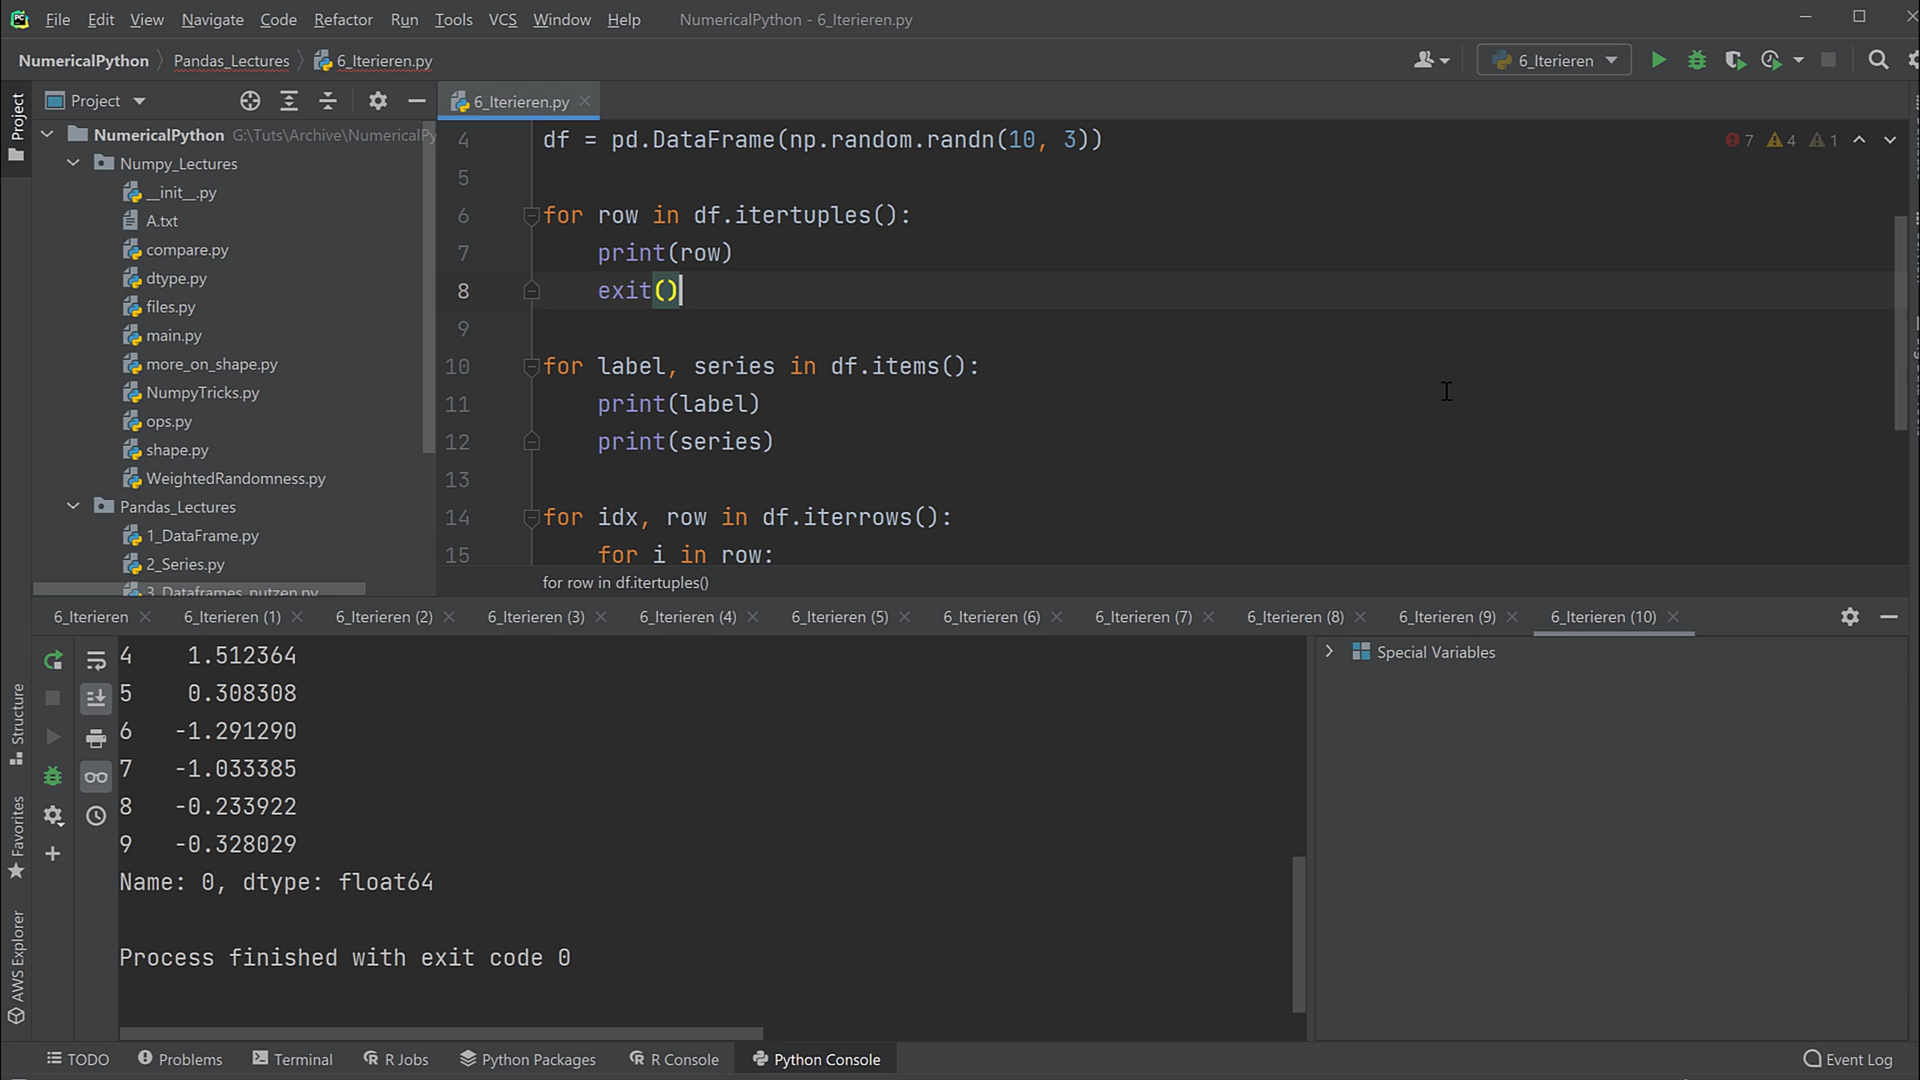 File Edit View Navigate Code Refactor Run Tools VCS Window Help NumericalPython - 6_Iterieren.py
NumericalPython Pandas_Lectures 6_Iterieren.py 6_Iterieren
Project
Project
6_Iterieren.py
NumericalPython G:\Tuts\Archive\NumericalPy
Numpy_Lectures
__init__.py
A.txt
compare.py
dtype.py
files.py
main.py
more_on_shape.py
NumpyTricks.py
ops.py
shape.py
WeightedRandomness.py
Pandas_Lectures
1_DataFrame.py
2_Series.py
3_Dataframes_nutzen.py
4 df = pd.DataFrame(np.random.randn(10, 3))
7 4 1
5
6 for row in df.itertuples():
7 print(row)
8 exit()
9
10 for label, series in df.items():
11 print(label)
12 print(series)
13
14 for idx, row in df.iterrows():
15 for i in row:
for row in df.itertuples()
6_Iterieren 6_Iterieren (1) 6_Iterieren (2) 6_Iterieren (3) 6_Iterieren (4) 6_Iterieren (5) 6_Iterieren (6) 6_Iterieren (7) 6_Iterieren (8) 6_Iterieren (9) 6_Iterieren (10)
4 1.512364
5 0.308308
6 -1.291290
7 -1.033385
8 -0.233922
9 -0.328029
Name: 0, dtype: float64
Process finished with exit code 0
Special Variables
Structure
Favorites
AWS Explorer
TODO Problems Terminal R Jobs Python Packages R Console Python Console Event Log